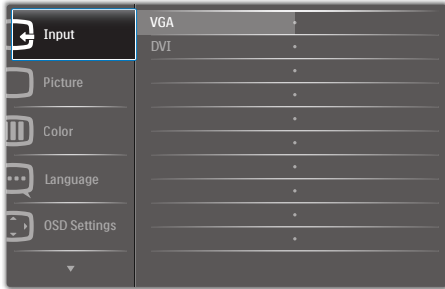 Input
VGA
DVI
Picture
Color
Language
OSD Settings